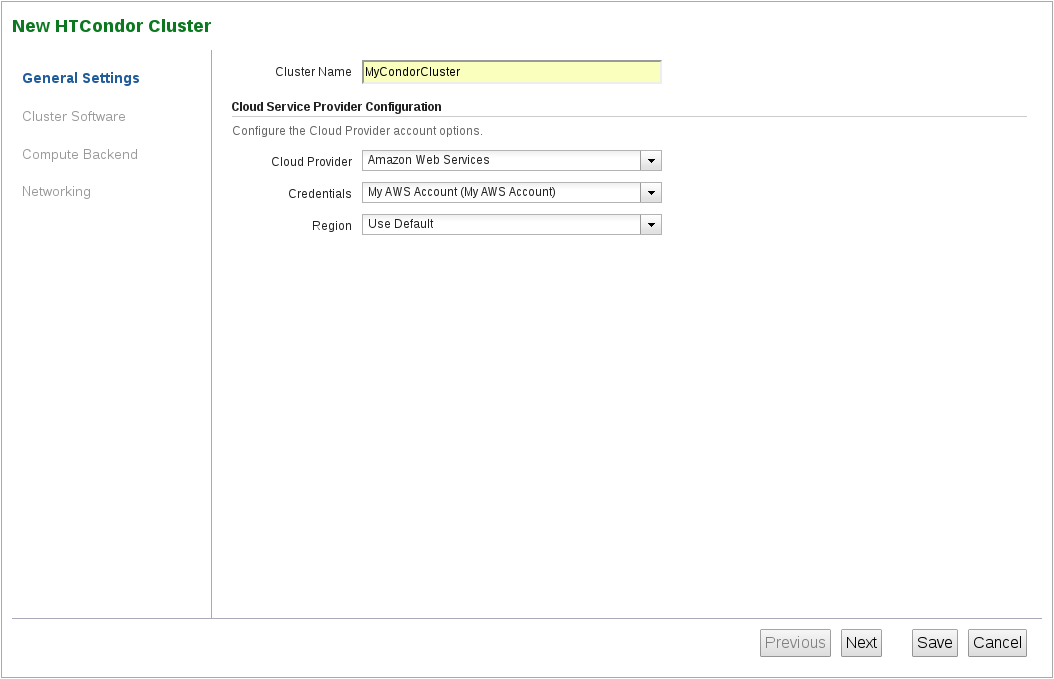 New HTCondor Cluster
General Settings
Cluster Software
Compute Backend
Networking
Cluster Name MyCondorCluster
Cloud Service Provider Configuration
Configure the Cloud Provider account options.
Cloud Provider Amazon Web Services
Credentials My AWS Account (My AWS Account)
Region Use Default
Previous Next Save Cancel